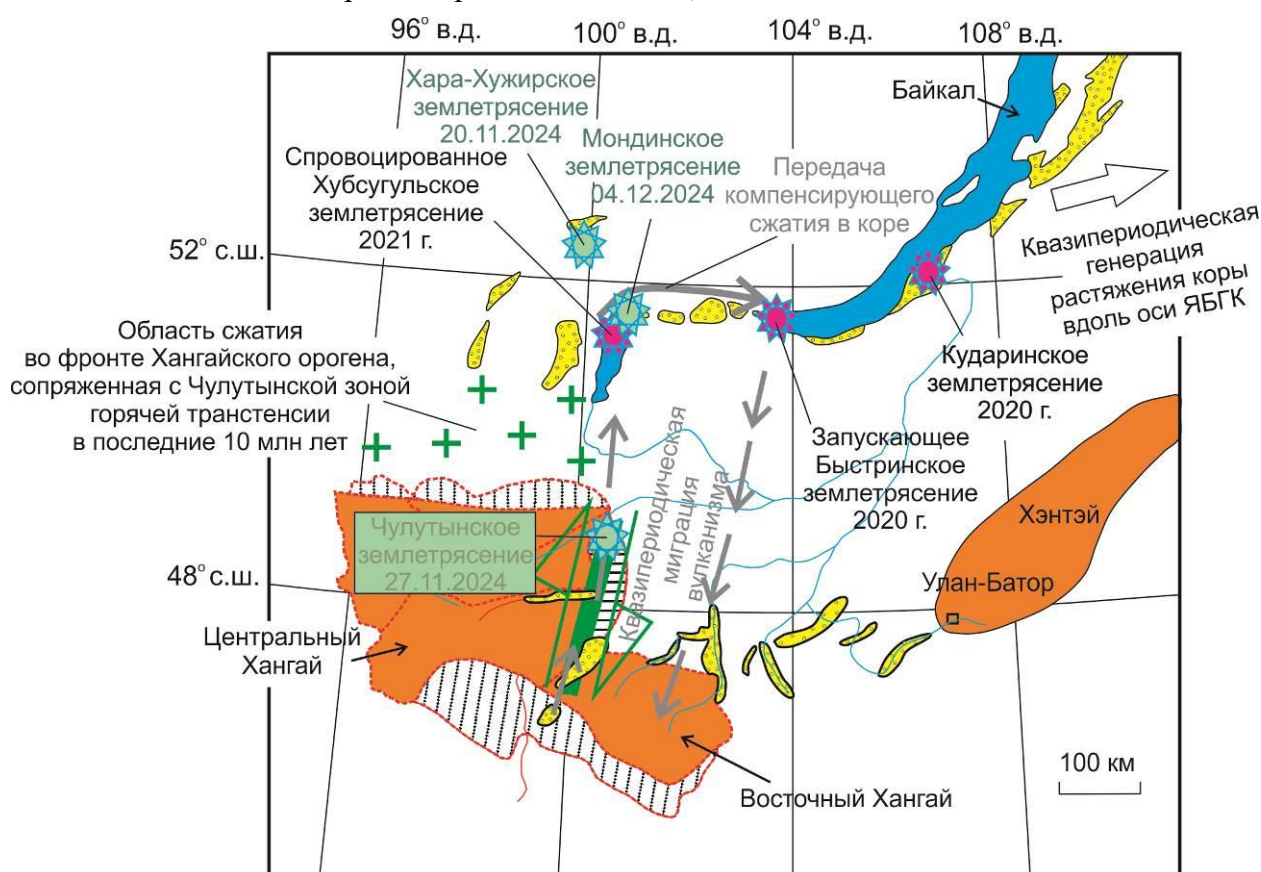 96° в.д.
100° в.д.
104° в.д.
108° в.д.
Хара-Хужирское
землетрясение
20.11.2024
Байкал
Мондинское
землетрясение
04.12.2024
Спровоцированное
Хубсугульское
землетрясение
2021 г.
Передача
компенсирующего
сжатия в коре
52° с.ш.
Квазипериодическая
генерация
растяжения коры
вдоль оси ЯБГК
Область сжатия
во фронте Хангайского орогена,
сопряженная с Чулутынской зоной
горячей транстенсии
в последние 10 млн лет
Кударинское
землетрясение
2020 г.
Запускающее
Быстринское
землетрясение
2020 г.
Квазипериодическая
миграция
вулканизма
Хэнтэй
Чулутынское
землетрясение
27.11.2024
48° с.ш.
Улан-Батор
Центральный
Хангай
100 км
Восточный Хангай